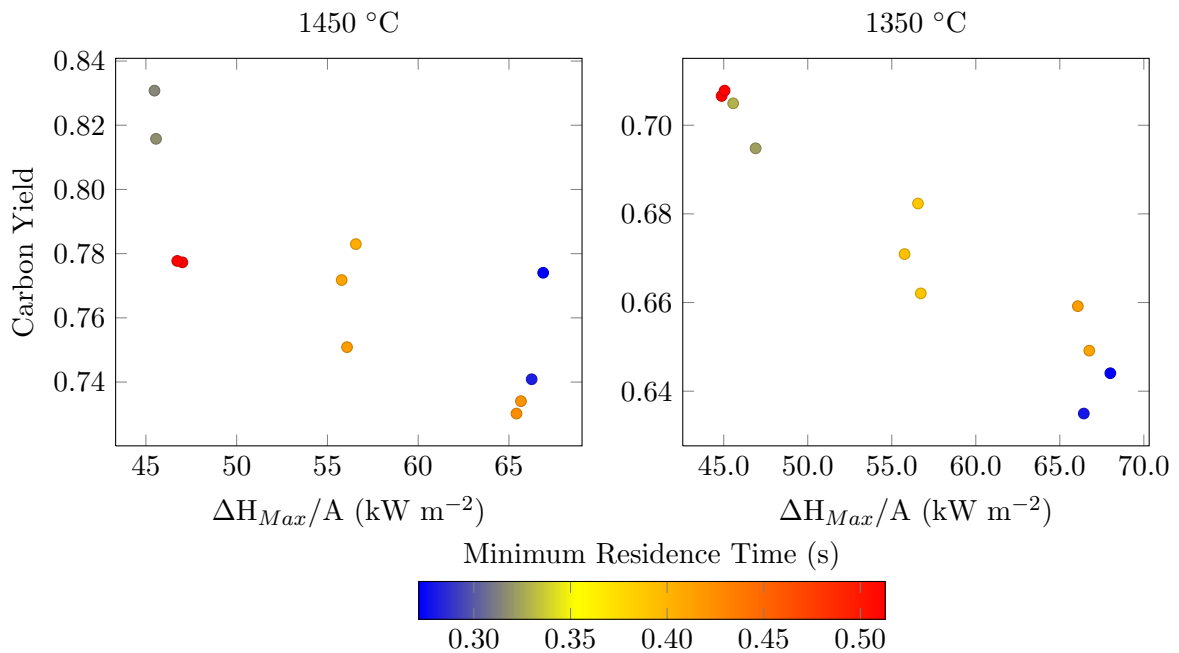 1450 °C
1350 °C
Carbon Yield
0.84
0.82
0.80
0.78
0.76
0.74
0.70
0.68
0.66
0.64
45 50 55 60 65
45.0 50.0 55.0 60.0 65.0 70.0
ΔH_Max/A (kW m⁻²)
ΔH_Max/A (kW m⁻²)
Minimum Residence Time (s)
0.30 0.35 0.40 0.45 0.50